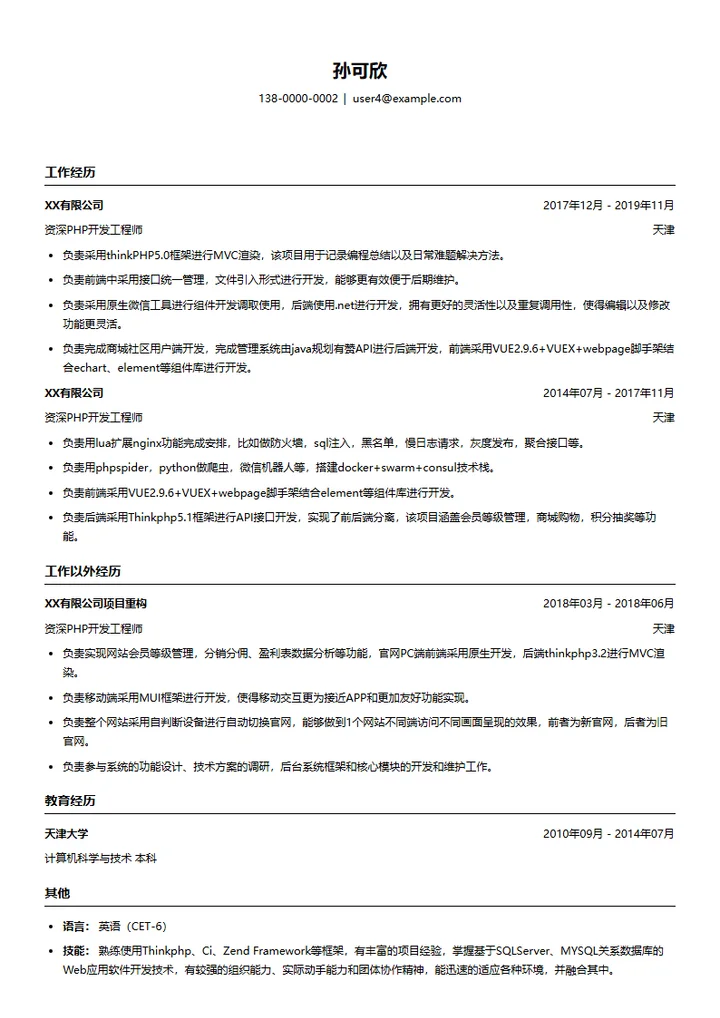 孙可欣
138-0000-0002 | user4@example.com
工作经历
XX有限公司 2017年12月 - 2019年11月
资深PHP开发工程师 天津
• 负责采用thinkPHP5.0框架进行MVC渲染，该项目用于记录编程总结以及日常难题解决方法。
• 负责前端中采用接口统一管理，文件引入形式进行开发，能够更有效便于后期维护。
• 负责采用原生微信工具进行组件开发调取使用，后端使用.net进行开发，拥有更好的灵活性以及重复调用性，使得编辑以及修改
功能更灵活。
• 负责完成商城社区用户端开发，完成管理系统由java规划有赞API进行后端开发，前端采用VUE2.9.6+VUEX+webpage脚手架结
合echart、element等组件库进行开发。
XX有限公司 2014年07月 - 2017年11月
资深PHP开发工程师 天津
• 负责用lua扩展nginx功能完成安排，比如做防火墙，sql注入，黑名单，慢日志请求，灰度发布，聚合接口等。
• 负责用phpspider，python做爬虫，微信机器人等，搭建docker+swarm+consul技术栈。
• 负责前端采用VUE2.9.6+VUEX+webpage脚手架结合element等组件库进行开发。
• 负责后端采用Thinkphp5.1框架进行API接口开发，实现了前后端分离，该项目涵盖会员等级管理，商城购物，积分抽奖等功
能。
工作以外经历
XX有限公司项目重构 2018年03月 - 2018年06月
资深PHP开发工程师 天津
• 负责实现网站会员等级管理，分销分佣、盈利表数据分析等功能，官网PC端前端采用原生开发，后端thinkphp3.2进行MVC渲
染。
• 负责移动端采用MUI框架进行开发，使得移动交互更为接近APP和更加友好功能实现。
• 负责整个网站采用自判断设备进行自动切换官网，能够做到1个网站不同端访问不同画面呈现的效果，前者为新官网，后者为旧
官网。
• 负责参与系统的功能设计、技术方案的调研，后台系统框架和核心模块的开发和维护工作。
教育经历
天津大学 2010年09月 - 2014年07月
计算机科学与技术 本科
其他
• 语言： 英语（CET-6）
• 技能： 熟练使用Thinkphp、Ci、Zend Framework等框架，有丰富的项目经验，掌握基于SQLServer、MYSQL关系数据库的
Web应用软件开发技术，有较强的组织能力、实际动手能力和团体协作精神，能迅速的适应各种环境，并融合其中。